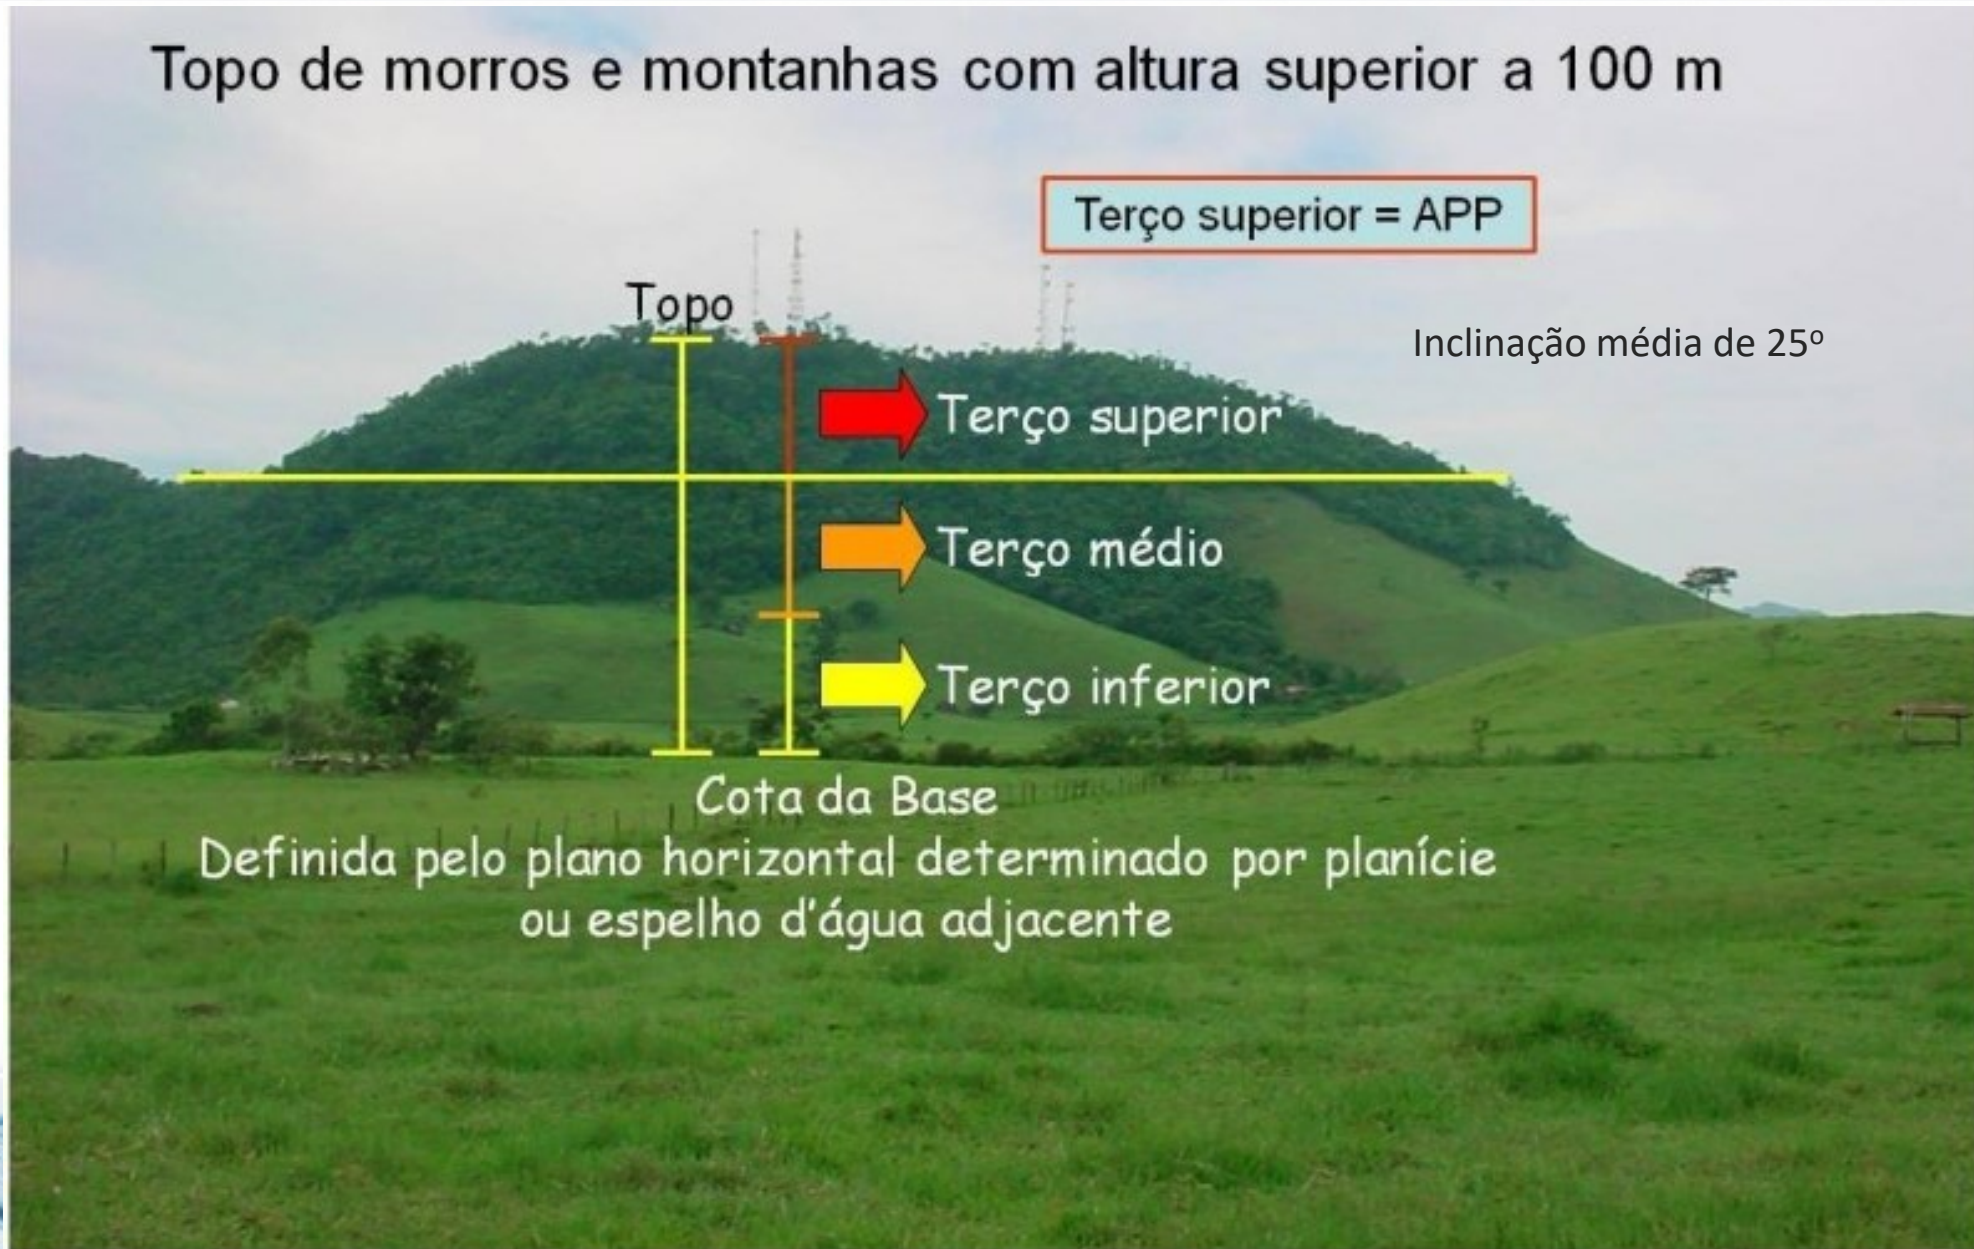 Topo de morros e montanhas com altura superior a 100 m
Terço superior = APP
Topo
Inclinação média de 25º
Terço superior
Terço médio
Terço inferior
Cota da Base
Definida pelo plano horizontal determinado por planície
ou espelho d'água adjacente